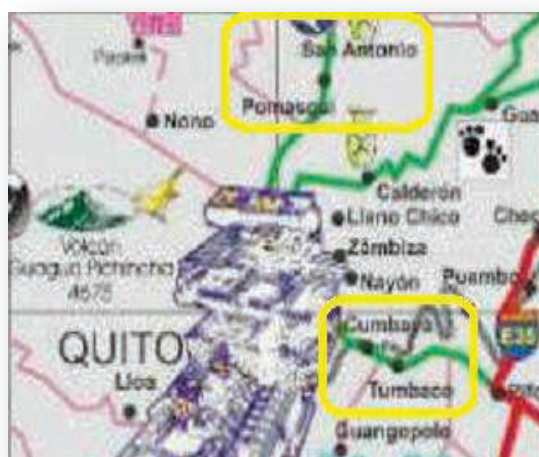 San Antonio
Pomasqui
Nono
Calderón
Llano Chico
Zámbiza
Nayón
Volcán
Guagua Pichincha
4675
Puembo
E35
QUITO
Cumbayá
Lloa
Tumbaco
Guangopolo